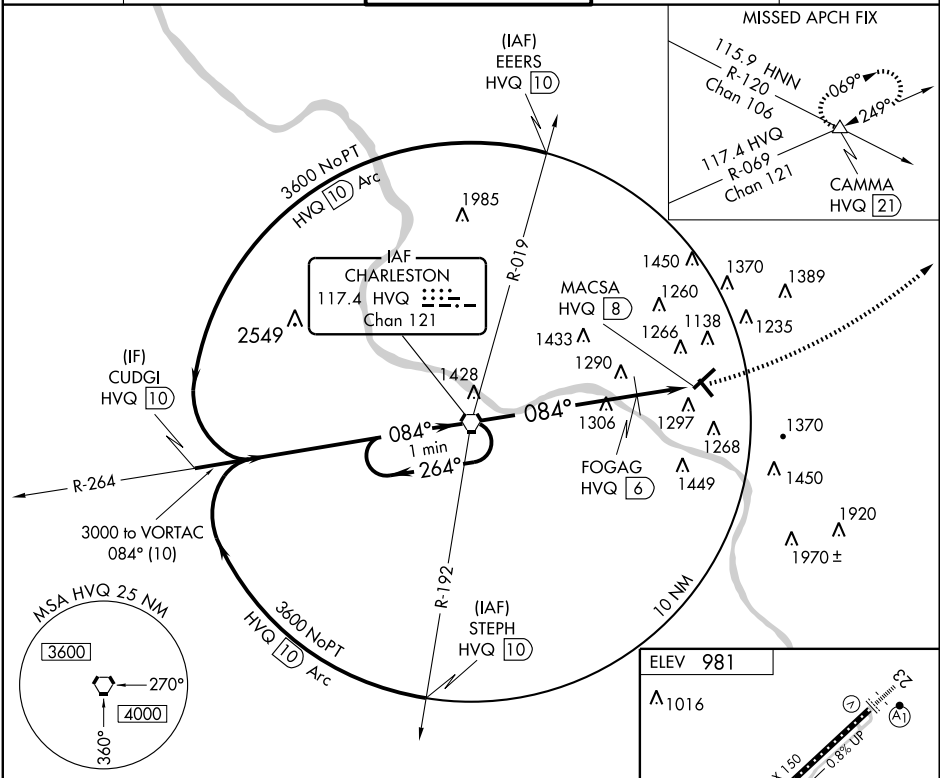 MISSED APCH FIX
115.9 HNN
R-120
Chan 106
069°
249°
117.4 HVQ
R-069
Chan 121
CAMMA
HVQ 21
(IAF)
EERS
HVQ 10
3600 NoPT
HVQ 10 Arc
1985
R-019
IAF
CHARLESTON
117.4 HVQ
Chan 121
2549
MACSA
HVQ 8
1450
1370
1389
1260
1235
1433
1266
1138
1290
(IF)
CUDGI
HVQ 10
1428
084°
1 min
264°
084°
1306
1297
1268
1370
FOGAG
HVQ 6
1449
1450
R-264
3000 to VORTAC
084° (10)
1920
1970 ±
R-192
10 NM
(IAF)
STEPH
HVQ 10
3600 NoPT
HVQ 10 Arc
MSA HVQ 25 NM
3600
270°
4000
360°
ELEV 981
1016
23
V
A1
X 150
0.8% UP